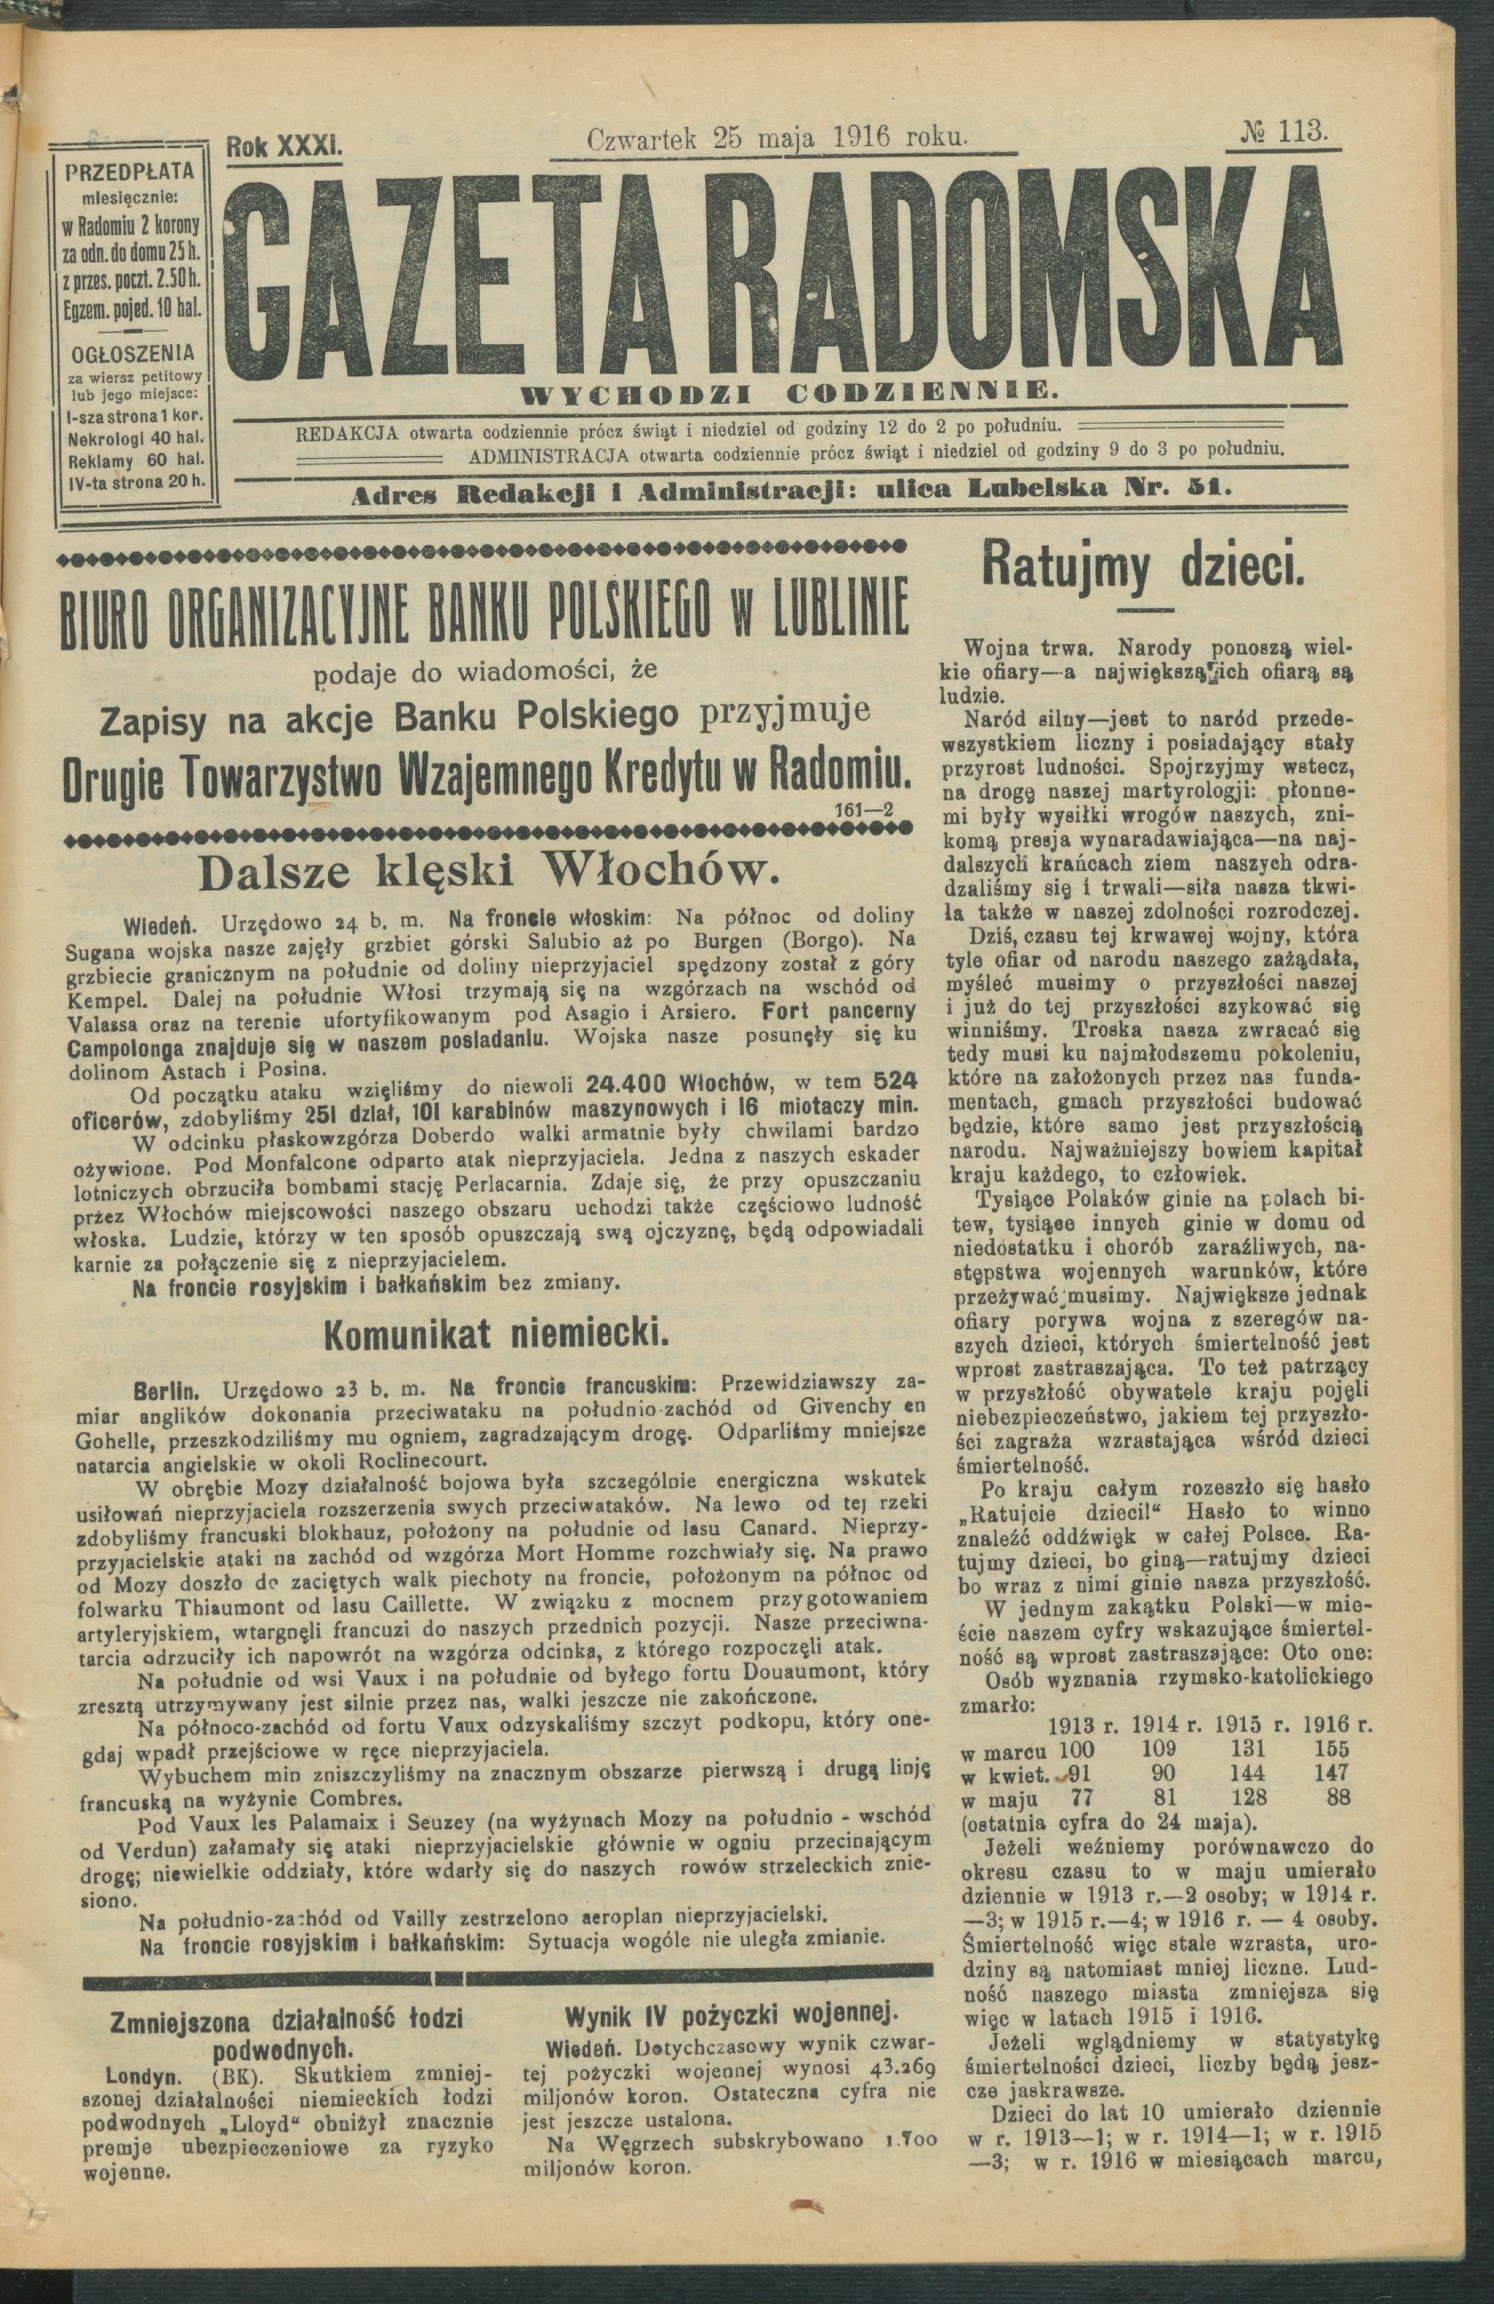 Rok XXXI.
Czwartek 25 maja 1916 roku.
№ 113.
PRZEDPŁATA
miesięcznie:
w Radomiu 2 korony
za odn. do domu 25 h.
z przes. poczt. 2.50 h.
Egzem. pojed. 10 hal.
OGŁOSZENIA
za wiersz petitowy
lub jego miejsce:
I-sza strona 1 kor.
Nekrologi 40 hal.
Reklamy 60 hal.
IV-ta strona 20 h.
GAZETA RADOMSKA
WYCHODZI CODZIENNIE.
REDAKCJA otwarta codziennie prócz świąt i niedziel od godziny 12 do 2 po południu.
ADMINISTRACJA otwarta codziennie prócz świąt i niedziel od godziny 9 do 3 po południu.
Adres Redakcji i Administracji: ulica Lubelska Nr. 51.
BIURO ORGANIZACYJNE BANKU POLSKIEGO w LUBLINIE
podaje do wiadomości, że
Zapisy na akcje Banku Polskiego przyjmuje
Drugie Towarzystwo Wzajemnego Kredytu w Radomiu.
161—2
Dalsze klęski Włochów.
Wiedeń. Urzędowo 24 b. m. Na froncie włoskim: Na północ od doliny
Sugana wojska nasze zajęły grzbiet górski Salubio aż po Burgen (Borgo). Na
grzbiecie granicznym na południe od doliny nieprzyjaciel spędzony został z góry
Kempel. Dalej na południe Włosi trzymają się na wzgórzach na wschód od
Valassa oraz na terenie ufortyfikowanym pod Asagio i Arsiero. Fort pancerny
Campolonga znajduje się w naszem posiadaniu. Wojska nasze posunęły się ku
dolinom Astach i Posina.
Od początku ataku wzięliśmy do niewoli 24.400 Włochów, w tem 524
oficerów, zdobyliśmy 251 dział, 101 karabinów maszynowych i 16 miotaczy min.
W odcinku płaskowzgórza Doberdo walki armatnie były chwilami bardzo
ożywione. Pod Monfalcone odparto atak nieprzyjaciela. Jedna z naszych eskader
lotniczych obrzuciła bombami stację Perlacarnia. Zdaje się, że przy opuszczaniu
przez Włochów miejscowości naszego obszaru uchodzi także częściowo ludność
włoska. Ludzie, którzy w ten sposób opuszczają swą ojczyznę, będą odpowiadali
karnie za połączenie się z nieprzyjacielem.
Na froncie rosyjskim i bałkańskim bez zmiany.
Komunikat niemiecki.
Berlin. Urzędowo 23 b. m. Na froncie francuskim: Przewidziawszy za-
miar anglików dokonania przeciwataku na południo-zachód od Givenchy en
Gohelle, przeszkodziliśmy mu ogniem, zagradzającym drogę. Odparliśmy mniejsze
natarcia angielskie w okoli Roclinecourt.
W obrębie Mozy działalność bojowa była szczególnie energiczna wskutek
usiłowań nieprzyjaciela rozszerzenia swych przeciwataków. Na lewo od tej rzeki
zdobyliśmy francuski blokhauz, położony na południe od lasu Canard. Nieprzy-
przyjacielskie ataki na zachód od wzgórza Mort Homme rozchwiały się. Na prawo
od Mozy doszło do zaciętych walk piechoty na froncie, położonym na północ od
folwarku Thiaumont od lasu Caillette. W związku z mocnem przygotowaniem
artyleryjskiem, wtargnęli francuzi do naszych przednich pozycji. Nasze przeciwna-
tarcia odrzuciły ich napowrót na wzgórza odcinka, z którego rozpoczęli atak.
Na południe od wsi Vaux i na południe od byłego fortu Douaumont, który
zresztą utrzymywany jest silnie przez nas, walki jeszcze nie zakończone.
Na północo-zachód od fortu Vaux odzyskaliśmy szczyt podkopu, który one-
gdaj wpadł przejściowe w ręce nieprzyjaciela.
Wybuchem min zniszczyliśmy na znacznym obszarze pierwszą i drugą linję
francuską na wyżynie Combres.
Pod Vaux les Palamaix i Seuzey (na wyżynach Mozy na południo - wschód
od Verdun) załamały się ataki nieprzyjacielskie głównie w ogniu przecinającym
drogę; niewielkie oddziały, które wdarły się do naszych rowów strzeleckich znie-
siono.
Na południo-zachód od Vailly zestrzelono aeroplan nieprzyjacielski.
Na froncie rosyjskim i bałkańskim: Sytuacja wogóle nie uległa zmianie.
Zmniejszona działalność łodzi
podwodnych.
Londyn. (BK). Skutkiem zmniej-
szonej działalności niemieckich łodzi
podwodnych „Lloyd“ obniżył znacznie
premje ubezpieczeniowe za ryzyko
wojenne.
Wynik IV pożyczki wojennej.
Wiedeń. Dotychczasowy wynik czwar-
tej pożyczki wojennej wynosi 43.269
miljonów koron. Ostateczna cyfra nie
jest jeszcze ustalona.
Na Węgrzech subskrybowano 1.700
miljonów koron.
Ratujmy dzieci.
Wojna trwa. Narody ponoszą wiel-
kie ofiary—a największą ich ofiarą są
ludzie.
Naród silny—jest to naród przede-
wszystkiem liczny i posiadający stały
przyrost ludności. Spojrzyjmy wstecz,
na drogę naszej martyrologji: płonne-
mi były wysiłki wrogów naszych, zni-
komą presja wynaradawiająca—na naj-
dalszych krańcach ziem naszych odra-
dzaliśmy się i trwali—siła nasza tkwi-
ła także w naszej zdolności rozrodczej.
Dziś, czasu tej krwawej wojny, która
tyle ofiar od narodu naszego zażądała,
myśleć musimy o przyszłości naszej
i już do tej przyszłości szykować się
winniśmy. Troska nasza zwracać się
tedy musi ku najmłodszemu pokoleniu,
które na założonych przez nas funda-
mentach, gmach przyszłości budować
będzie, które samo jest przyszłością
narodu. Najważniejszy bowiem kapitał
kraju każdego, to człowiek.
Tysiące Polaków ginie na polach bi-
tew, tysiące innych ginie w domu od
niedostatku i chorób zaraźliwych, na-
stępstwa wojennych warunków, które
przeżywać musimy. Największe jednak
ofiary porywa wojna z szeregów na-
szych dzieci, których śmiertelność jest
wprost zastraszająca. To też patrzący
w przyszłość obywatele kraju pojęli
niebezpieczeństwo, jakiem tej przyszło-
ści zagraża wzrastająca wśród dzieci
śmiertelność.
Po kraju całym rozeszło się hasło
„Ratujcie dzieci!“ Hasło to winno
znaleźć oddźwięk w całej Polsce. Ra-
tujmy dzieci, bo giną—ratujmy dzieci
bo wraz z nimi ginie nasza przyszłość.
W jednym zakątku Polski—w mie-
ście naszem cyfry wskazujące śmiertel-
ność są wprost zastraszające: Oto one:
Osób wyznania rzymsko-katolickiego
zmarło:
1913 r. 1914 r. 1915 r. 1916 r.
w marcu 100 109 131 155
w kwiet. 91 90 144 147
w maju 77 81 128 88
(ostatnia cyfra do 24 maja).
Jeżeli weźniemy porównawczo do
okresu czasu to w maju umierało
dziennie w 1913 r.—2 osoby; w 1914 r.
—3; w 1915 r.—4; w 1916 r. — 4 osoby.
Śmiertelność więc stale wzrasta, uro-
dziny są natomiast mniej liczne. Lud-
ność naszego miasta zmniejsza się
więc w latach 1915 i 1916.
Jeżeli wglądniemy w statystykę
śmiertelności dzieci, liczby będą jesz-
cze jaskrawsze.
Dzieci do lat 10 umierało dziennie
w r. 1913—1; w r. 1914—1; w r. 1915
—3; w r. 1916 w miesiącach marcu,